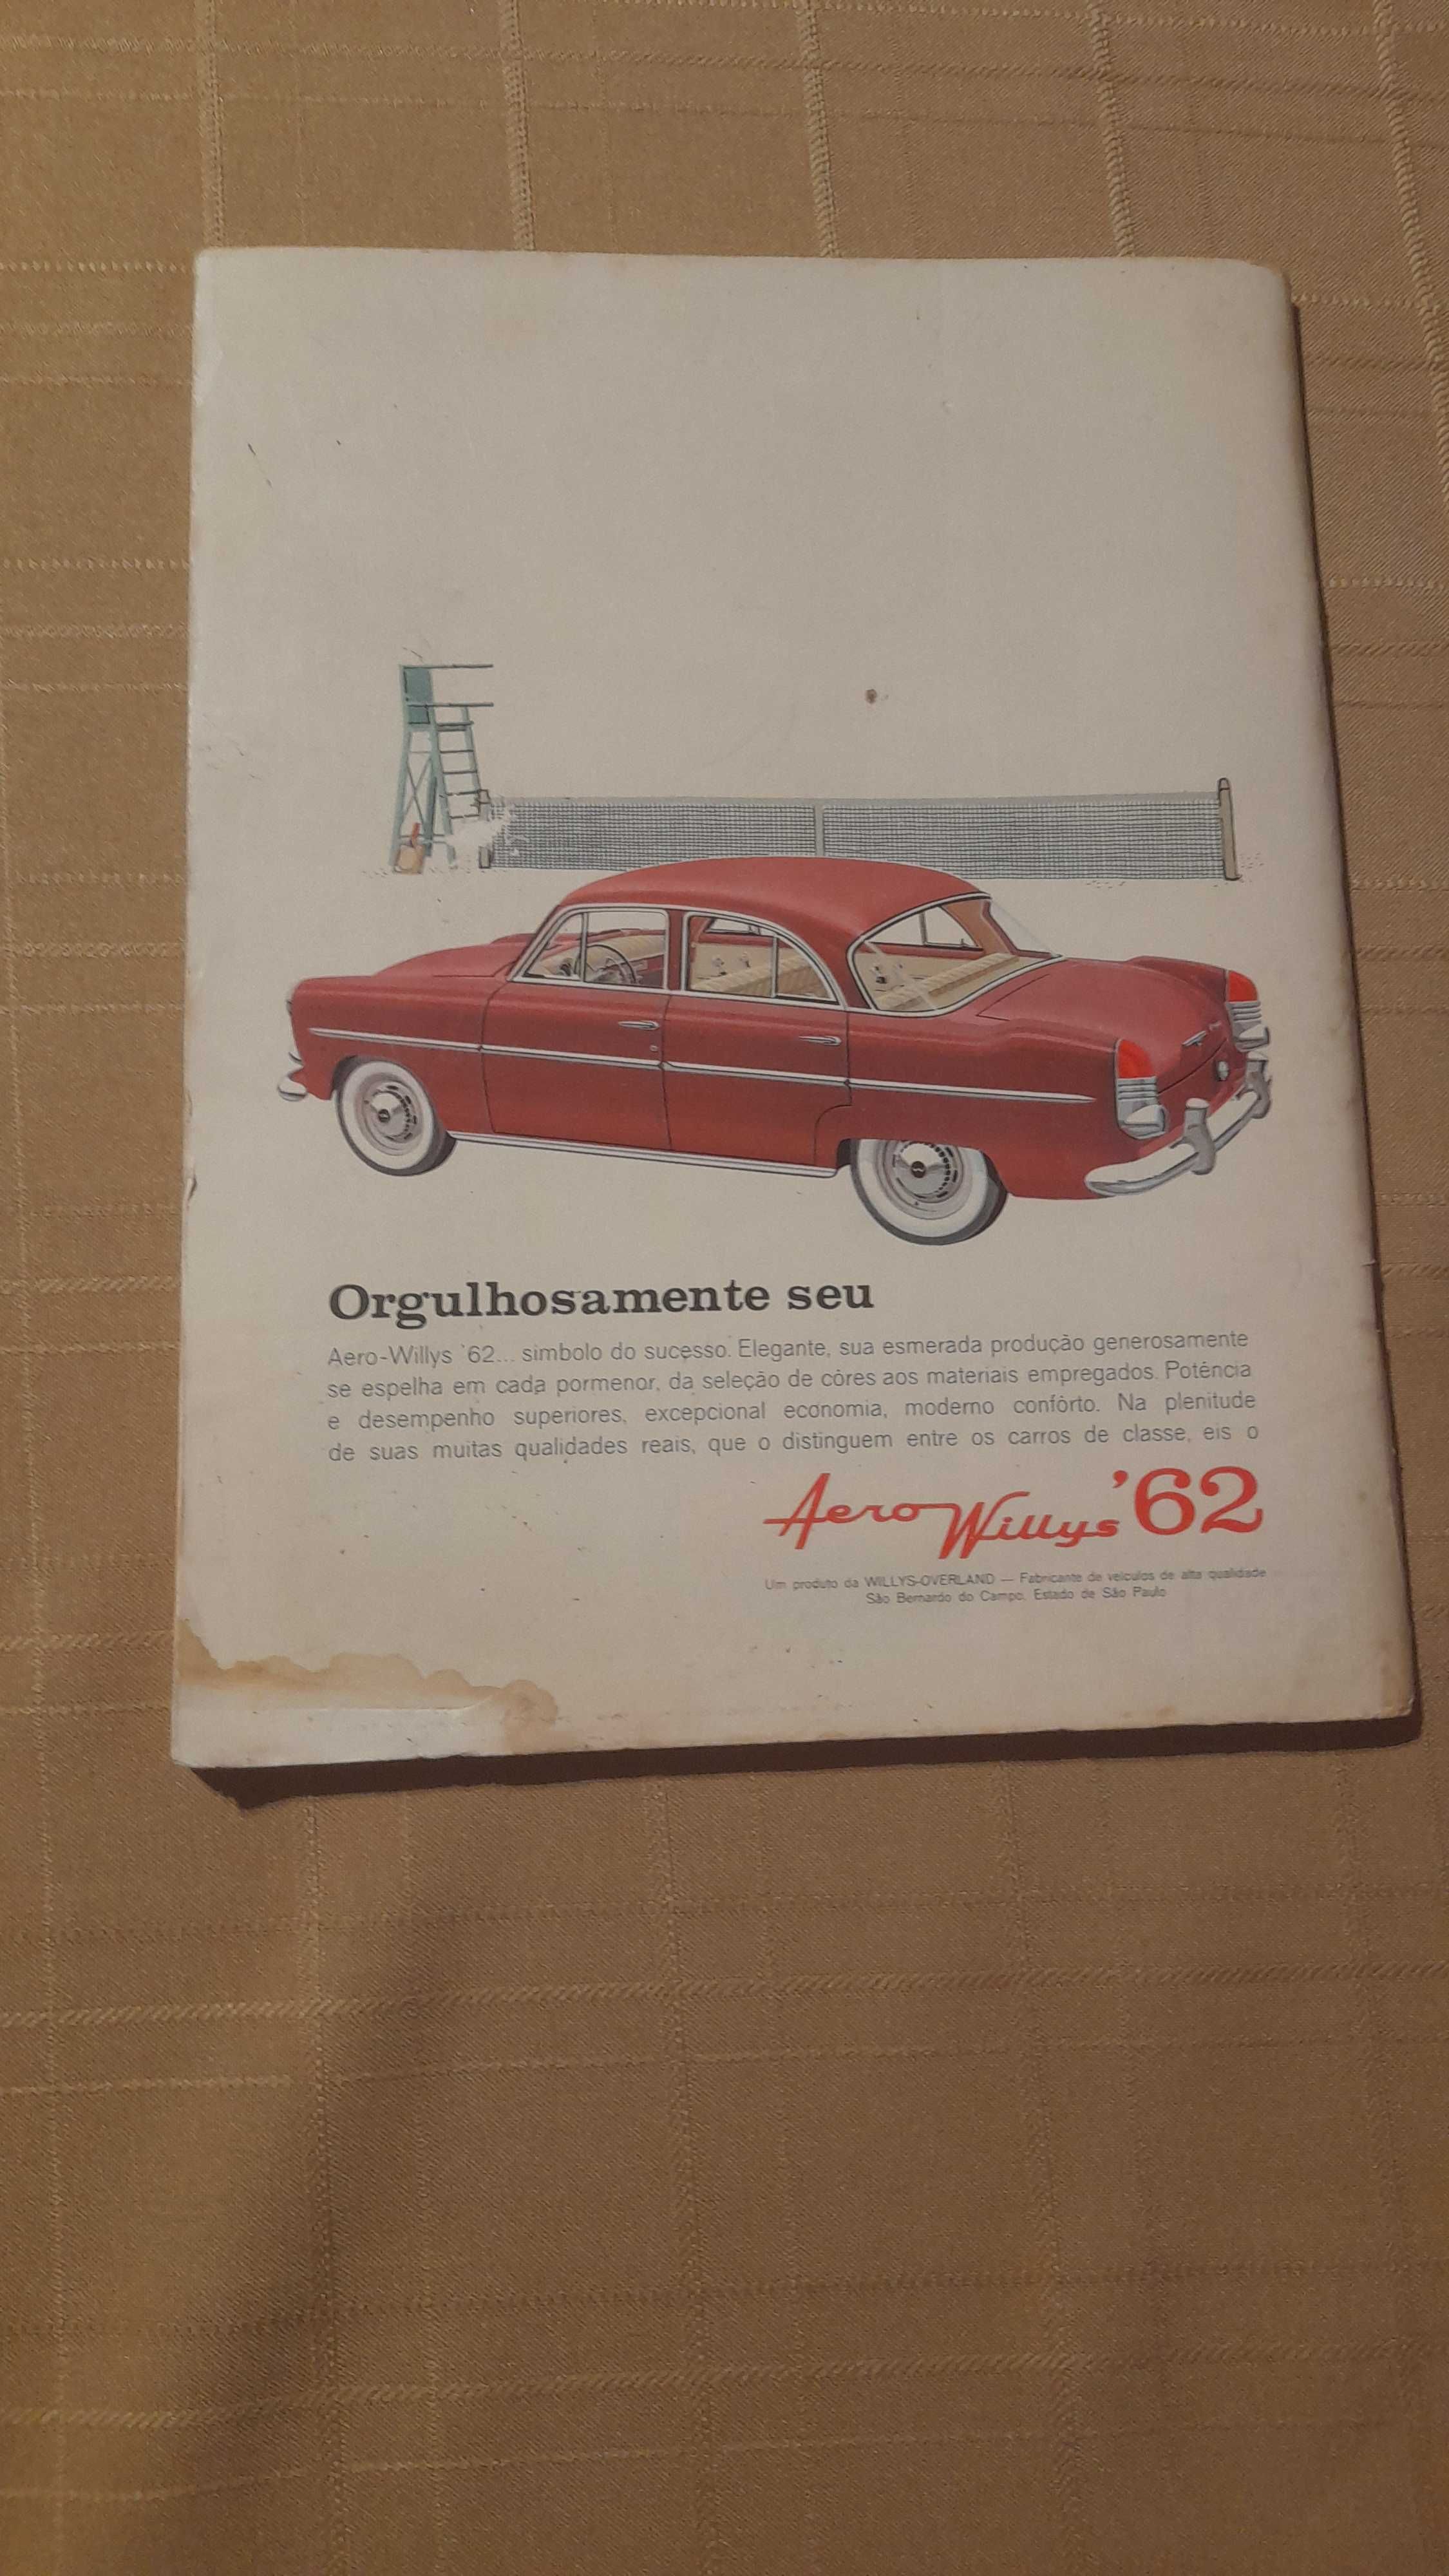 Orgulhosamente seu
Aero-Willys '62... simbolo do sucesso. Elegante, sua esmerada produção generosamente
se espelha em cada pormenor, da seleção de côres aos materiais empregados. Potência
e desempenho superiores, excepcional economia, moderno confôrto. Na plenitude
de suas muitas qualidades reais, que o distinguem entre os carros de classe, eis o
Aero Willys '62
Um produto da WILLYS-OVERLAND — Fabricante de veículos de alta qualidade
São Bernardo do Campo, Estado de São Paulo